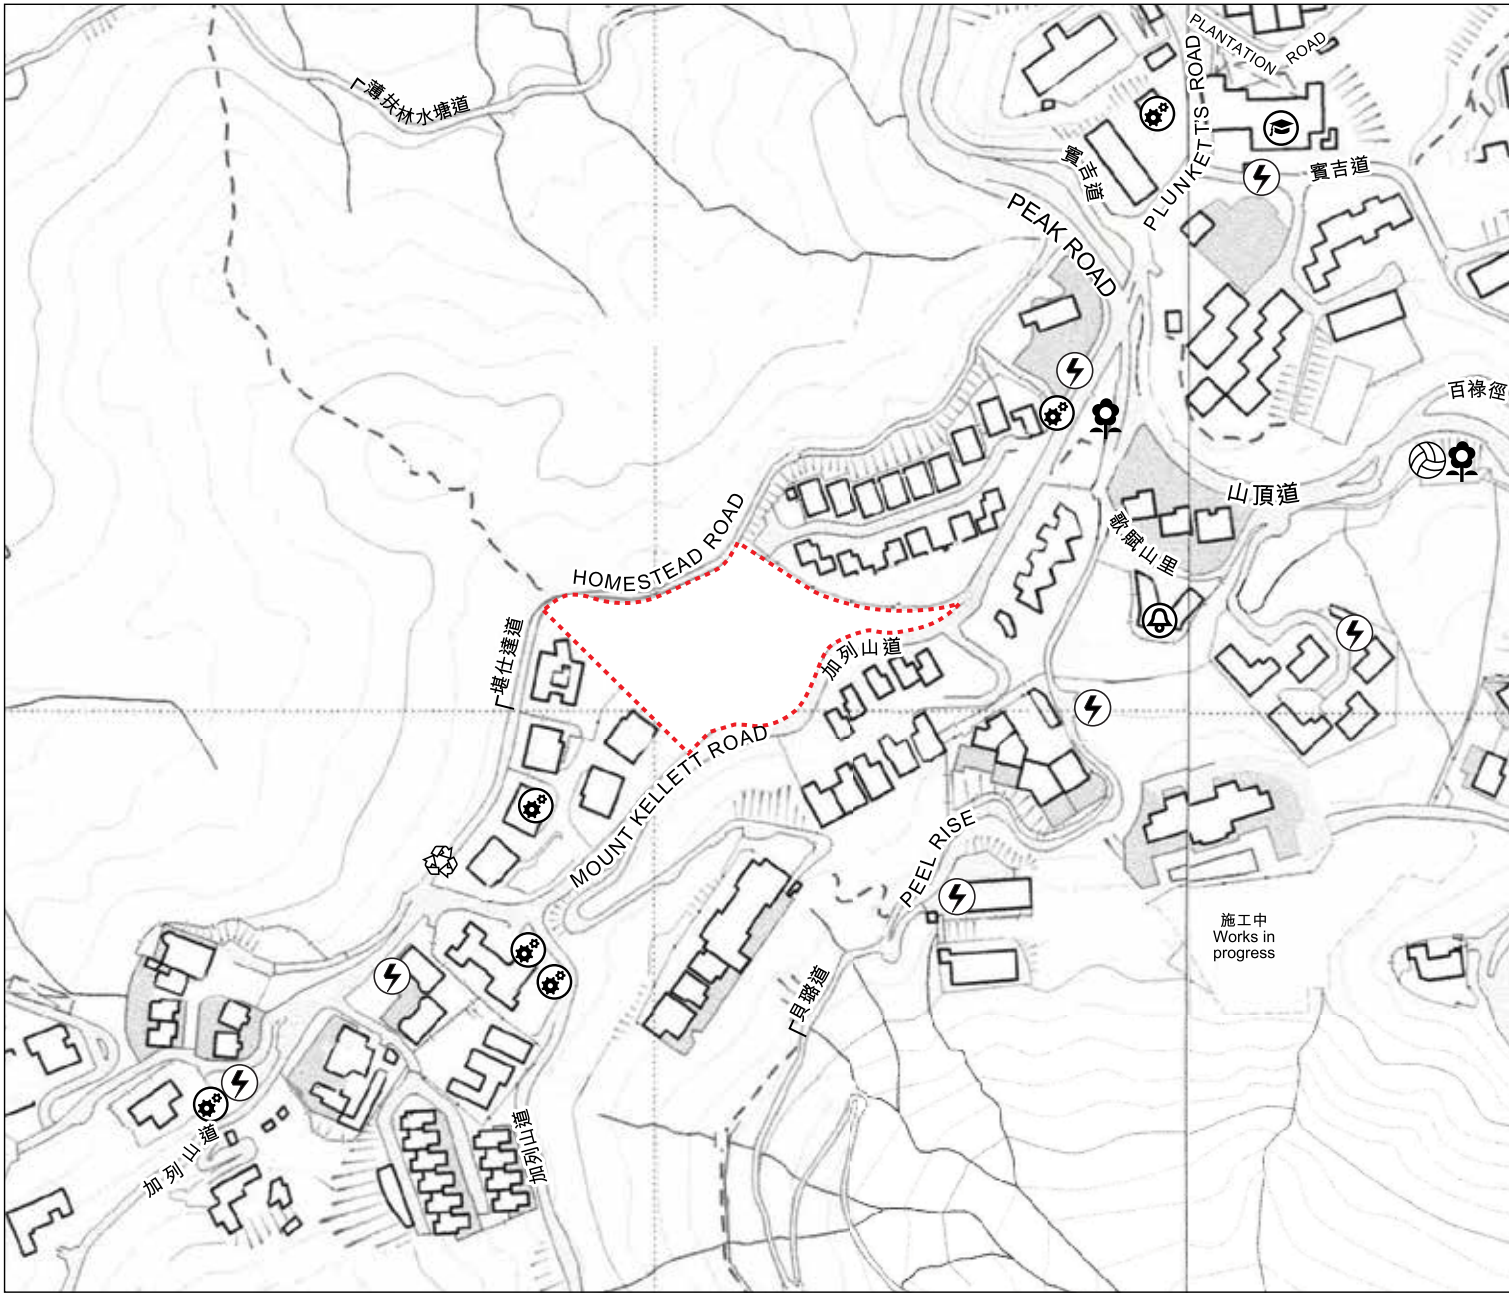 PLANTATION ROAD
PLUNKETT'S ROAD
薄扶林水塘道
賓吉道
賓吉道
PEAK ROAD
百祿徑
山頂道
歌賦山里
HOMESTEAD ROAD
堪仕達道
加列山道
MOUNT KELLETT ROAD
PEEL RISE
施工中
Works in
progress
貝璐道
加列山道
加列山道